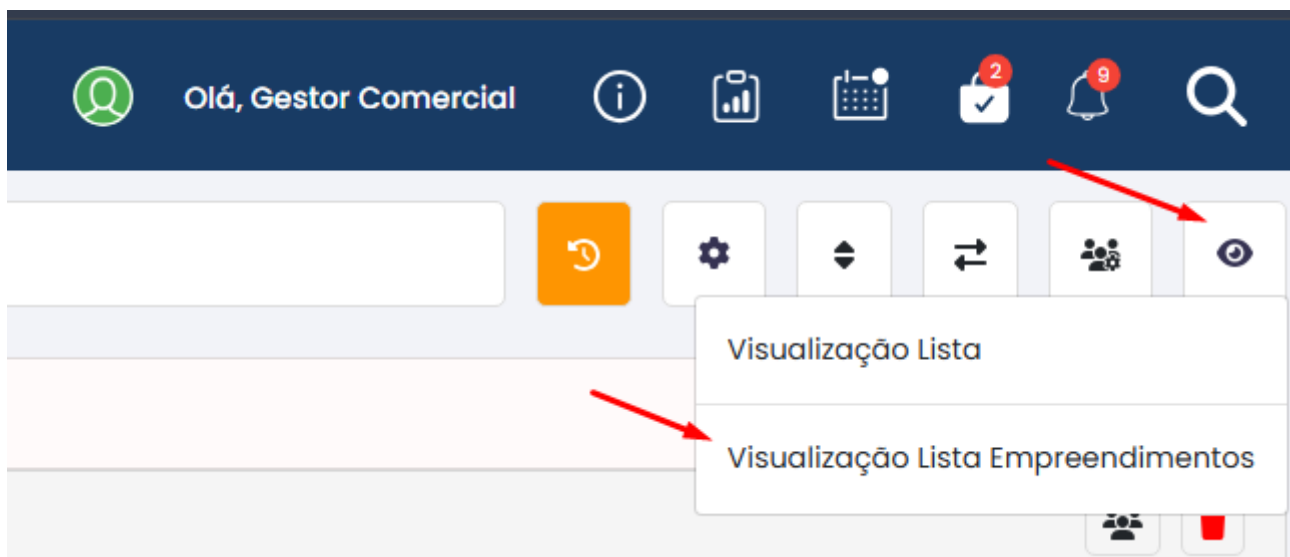 Olá, Gestor Comercial
2
9
Visualização Lista
Visualização Lista Empreendimentos